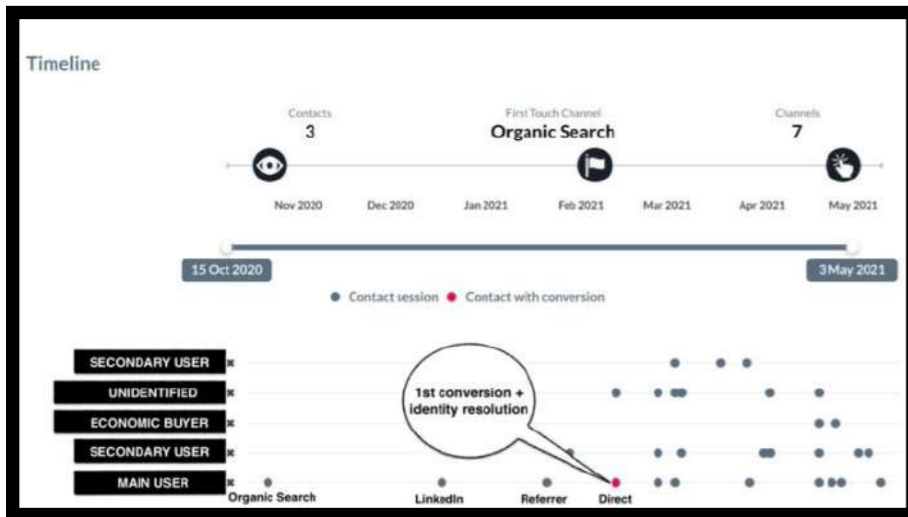 Timeline
Contacts
3
First Touch Channel
Organic Search
Channels
7
Nov 2020 Dec 2020 Jan 2021 Feb 2021 Mar 2021 Apr 2021 May 2021
15 Oct 2020 3 May 2021
Contact session Contact with conversion
SECONDARY USER
UNIDENTIFIED
1st conversion +
identity resolution
ECONOMIC BUYER
SECONDARY USER
MAIN USER
Organic Search LinkedIn Referrer Direct